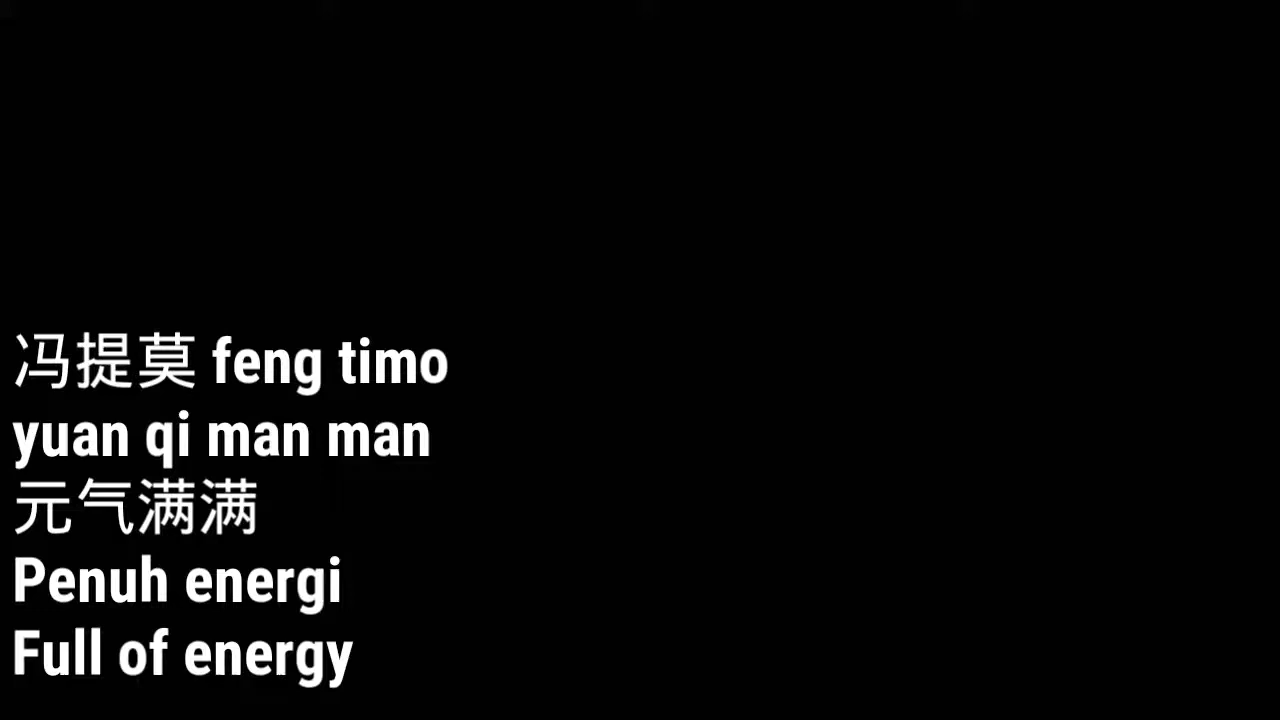 冯提莫 feng timo
yuan qi man man
元气满满
Penuh energi
Full of energy